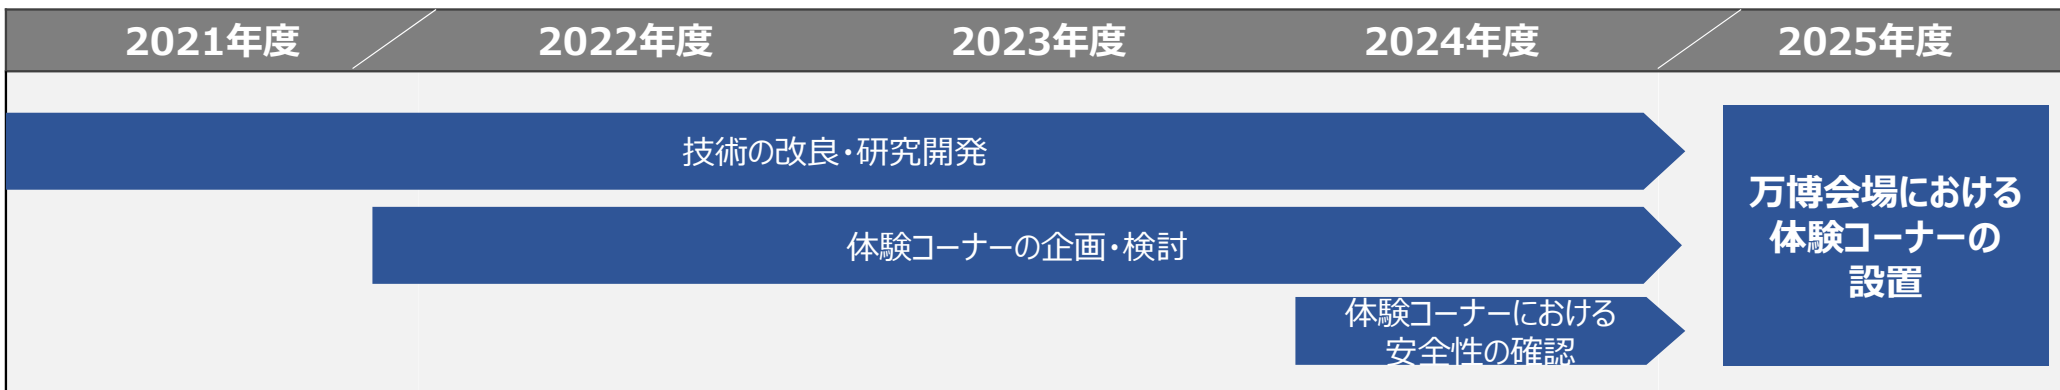 2021年度
2022年度
2023年度
2024年度
2025年度
技術の改良・研究開発
体験コーナーの企画・検討
体験コーナーにおける
安全性の確認
万博会場における
体験コーナーの
設置